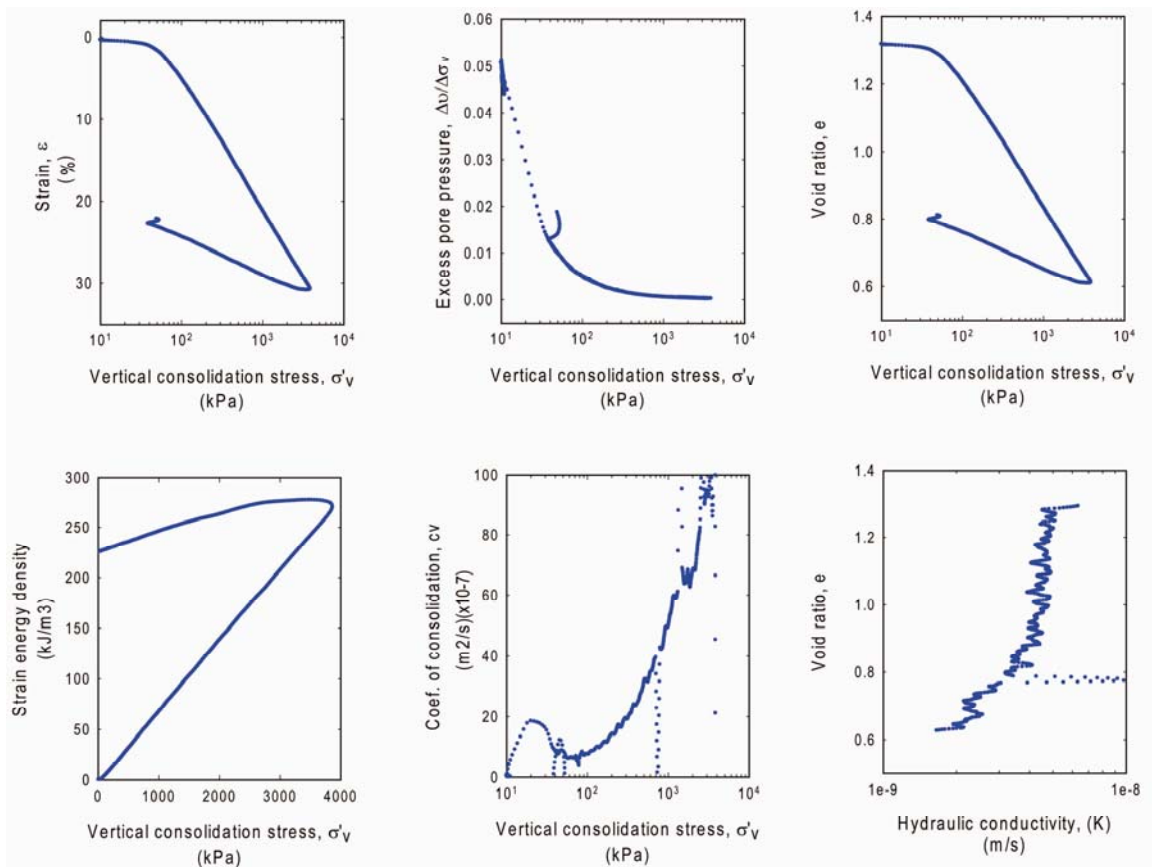 0
10
20
30
Strain, ε
(%)
10¹ 10² 10³ 10⁴
Vertical consolidation stress, σ'v
(kPa)
0.06
0.05
0.04
0.03
0.02
0.01
0.00
Excess pore pressure, Δυ/Δσv
10¹ 10² 10³ 10⁴
Vertical consolidation stress, σ'v
(kPa)
1.4
1.2
1.0
0.8
0.6
Void ratio, e
10¹ 10² 10³ 10⁴
Vertical consolidation stress, σ'v
(kPa)
300
250
200
150
100
50
0
Strain energy density
(kJ/m3)
0 1000 2000 3000 4000
Vertical consolidation stress, σ'v
(kPa)
100
80
60
40
20
0
Coef. of consolidation, cv
(m2/s)(x10-7)
10¹ 10² 10³ 10⁴
Vertical consolidation stress, σ'v
(kPa)
1.4
1.2
1.0
0.8
0.6
Void ratio, e
1e-9 1e-8
Hydraulic conductivity, (K)
(m/s)